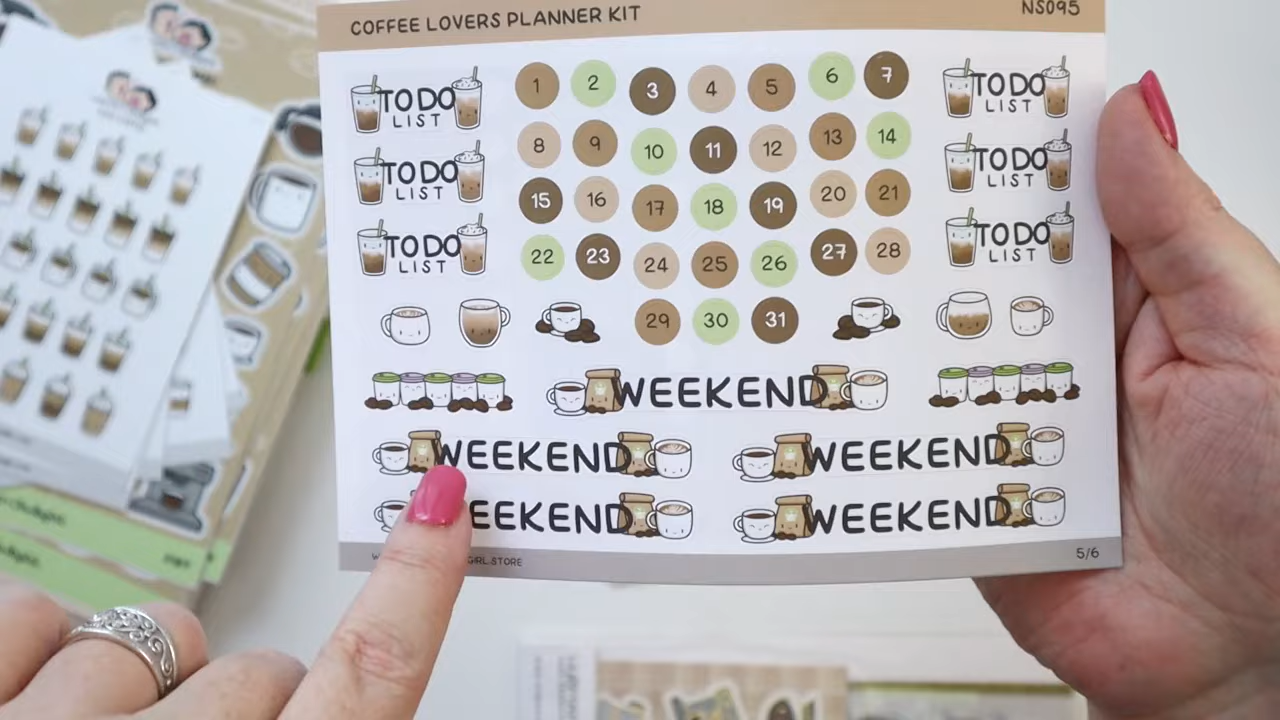 COFFEE LOVERS PLANNER KIT
NS095
TO DO
LIST
TO DO
LIST
TO DO
LIST
1 2 3 4 5 6 7
8 9 10 11 12 13 14
15 16 17 18 19 20 21
22 23 24 25 26 27 28
29 30 31
TO DO
LIST
TO DO
LIST
TO DO
LIST
WEEKEND
WEEKEND WEEKEND
EEKEND WEEKEND
GIRL.STORE
5/6